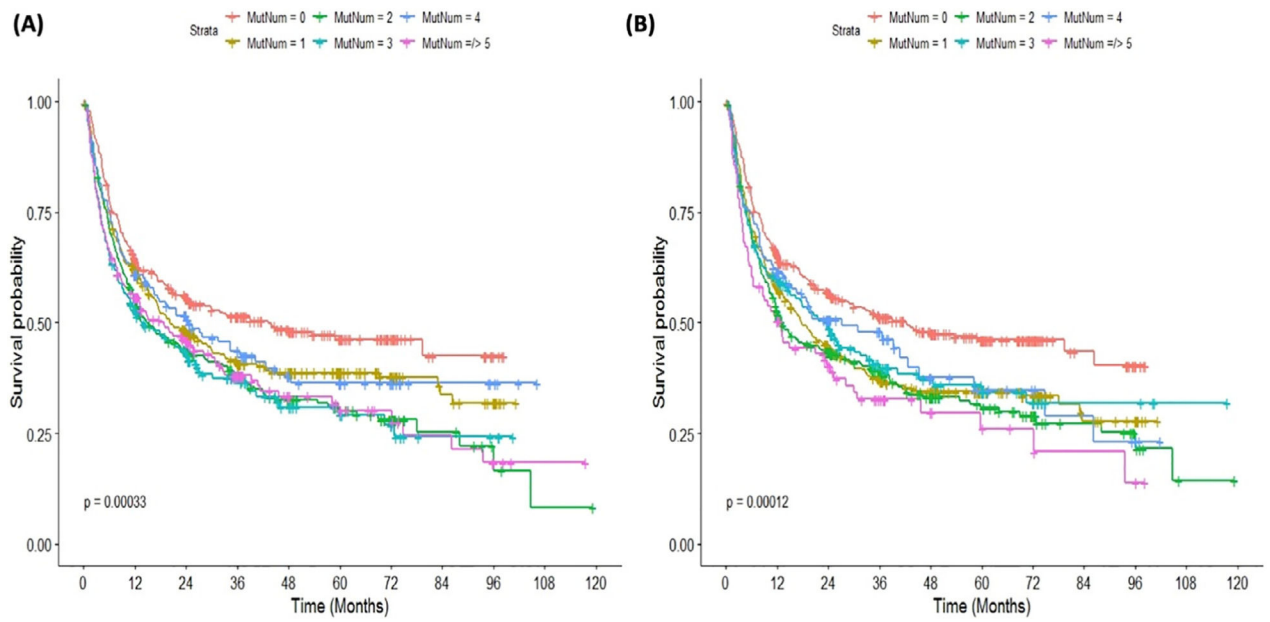 (A)
Strata
MutNum = 0 MutNum = 2 MutNum = 4
MutNum = 1 MutNum = 3 MutNum =/> 5
Survival probability
1.00
0.75
0.50
0.25
0.00
p = 0.00033
0 12 24 36 48 60 72 84 96 108 120
Time (Months)
(B)
Strata
MutNum = 0 MutNum = 2 MutNum = 4
MutNum = 1 MutNum = 3 MutNum =/> 5
Survival probability
1.00
0.75
0.50
0.25
0.00
p = 0.00012
0 12 24 36 48 60 72 84 96 108 120
Time (Months)